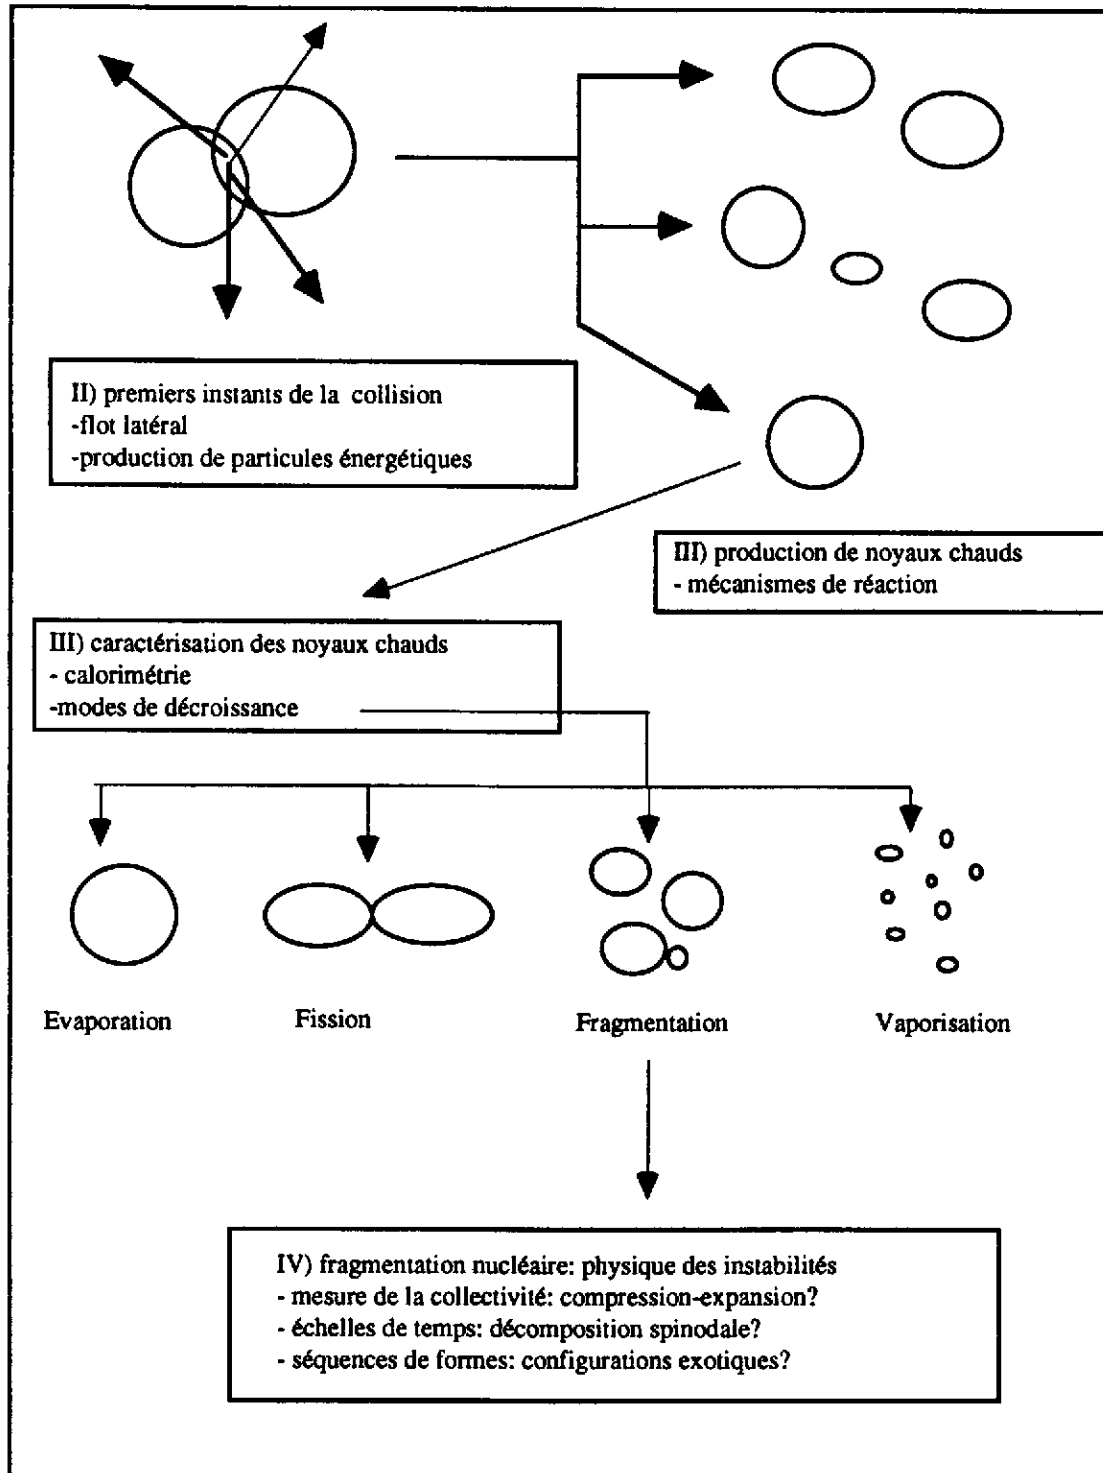 II) premiers instants de la collision
-flot latéral
-production de particules énergétiques
III) production de noyaux chauds
- mécanismes de réaction
III) caractérisation des noyaux chauds
- calorimétrie
-modes de décroissance
Evaporation
Fission
Fragmentation
Vaporisation
IV) fragmentation nucléaire: physique des instabilités
- mesure de la collectivité: compression-expansion?
- échelles de temps: décomposition spinodale?
- séquences de formes: configurations exotiques?